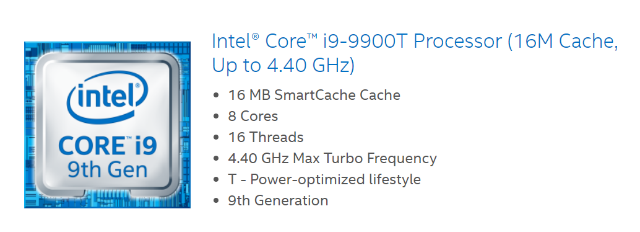 intel®
CORE™ i9
9th Gen
Intel® Core™ i9-9900T Processor (16M Cache,
Up to 4.40 GHz)
• 16 MB SmartCache Cache
• 8 Cores
• 16 Threads
• 4.40 GHz Max Turbo Frequency
• T - Power-optimized lifestyle
• 9th Generation